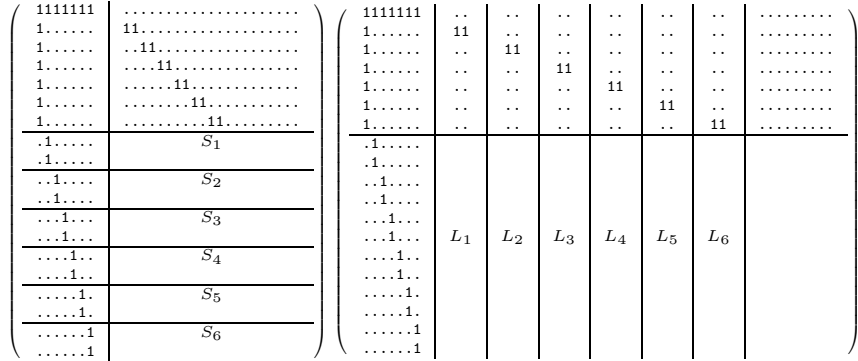 1111111 .....................
1...... 11...................
1...... ..11.................
1...... ....11...............
1...... ......11.............
1...... ........11...........
1...... ..........11.........
.1..... S1
.1.....
..1.... S2
..1....
...1... S3
...1...
....1.. S4
....1..
.....1. S5
.....1.
......1 S6
......1
1111111 .. .. .. .. .. .. .........
1...... 11 .. .. .. .. .. .........
1...... .. 11 .. .. .. .. .........
1...... .. .. 11 .. .. .. .........
1...... .. .. .. 11 .. .. .........
1...... .. .. .. .. 11 .. .........
1...... .. .. .. .. .. 11 .........
.1.....
.1.....
..1....
..1....
...1...
...1... L1 L2 L3 L4 L5 L6
....1..
....1..
.....1.
.....1.
......1
......1